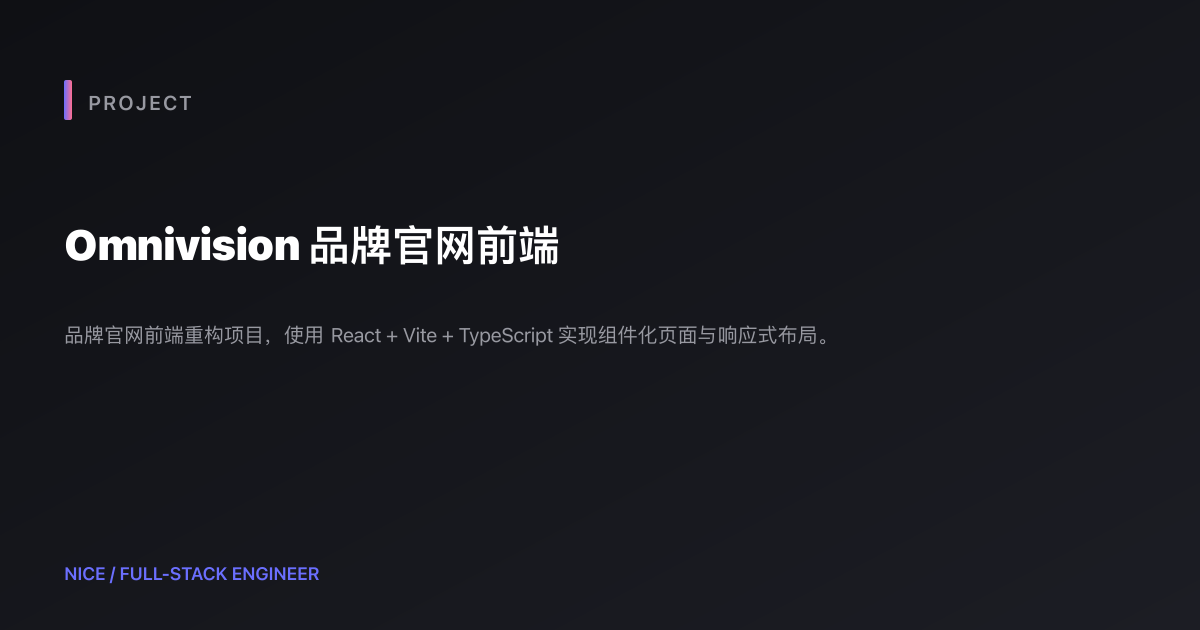 PROJECT
Omnivision 品牌官网前端
品牌官网前端重构项目，使用 React + Vite + TypeScript 实现组件化页面与响应式布局。
NICE / FULL-STACK ENGINEER